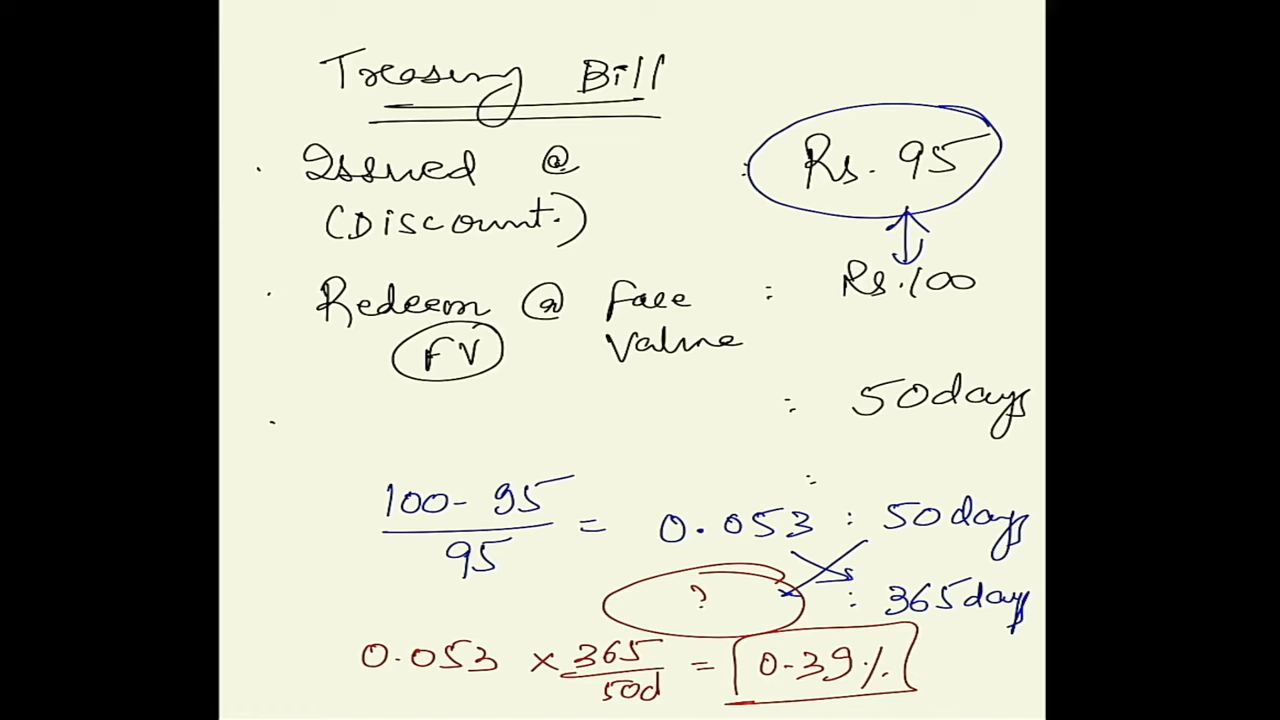 Treasury Bill
Issued @ : Rs. 95
(Discount.)
Redeem @ Face : Rs. 100
FV Value
: 50 days
100 - 95 / 95 = 0.053 : 50 days
? : 365 days
0.053 × 365 / 50d = 0.39%